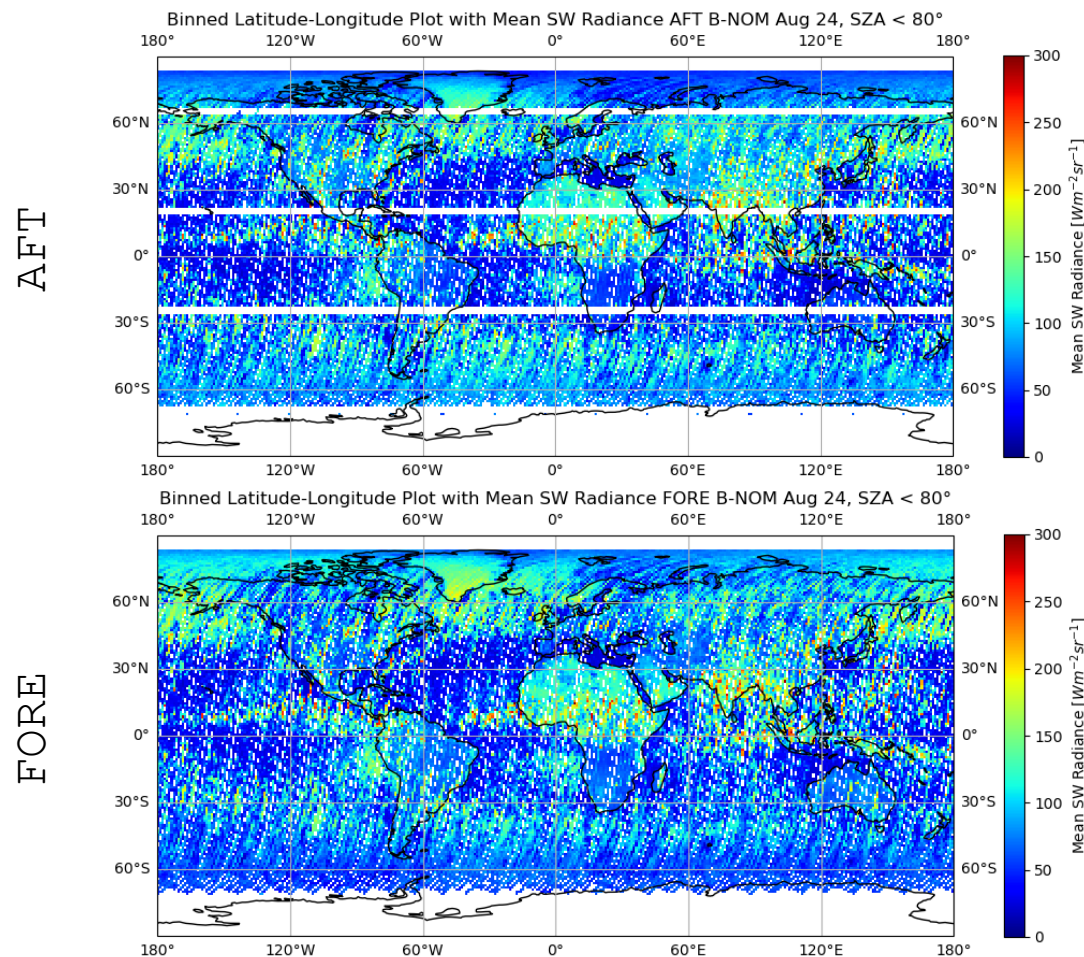 Binned Latitude-Longitude Plot with Mean SW Radiance AFT B-NOM Aug 24, SZA < 80°
180° 120°W 60°W 0° 60°E 120°E 180°
AFT
60°N 60°N
30°N 30°N
0° 0°
30°S 30°S
60°S 60°S
180° 120°W 60°W 0° 60°E 120°E 180°
300
250
200
150
100
50
0
Mean SW Radiance [Wm⁻²sr⁻¹]
Binned Latitude-Longitude Plot with Mean SW Radiance FORE B-NOM Aug 24, SZA < 80°
180° 120°W 60°W 0° 60°E 120°E 180°
FORE
60°N 60°N
30°N 30°N
0° 0°
30°S 30°S
60°S 60°S
180° 120°W 60°W 0° 60°E 120°E 180°
300
250
200
150
100
50
0
Mean SW Radiance [Wm⁻²sr⁻¹]